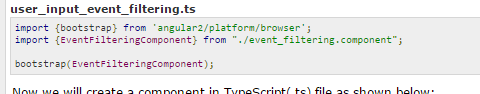 user_input_event_filtering.ts
import {bootstrap} from 'angular2/platform/browser';
import {EventFilteringComponent} from "./event_filtering.component";
bootstrap(EventFilteringComponent);
Now we will create a component in TypeScript(.ts) file as shown below: